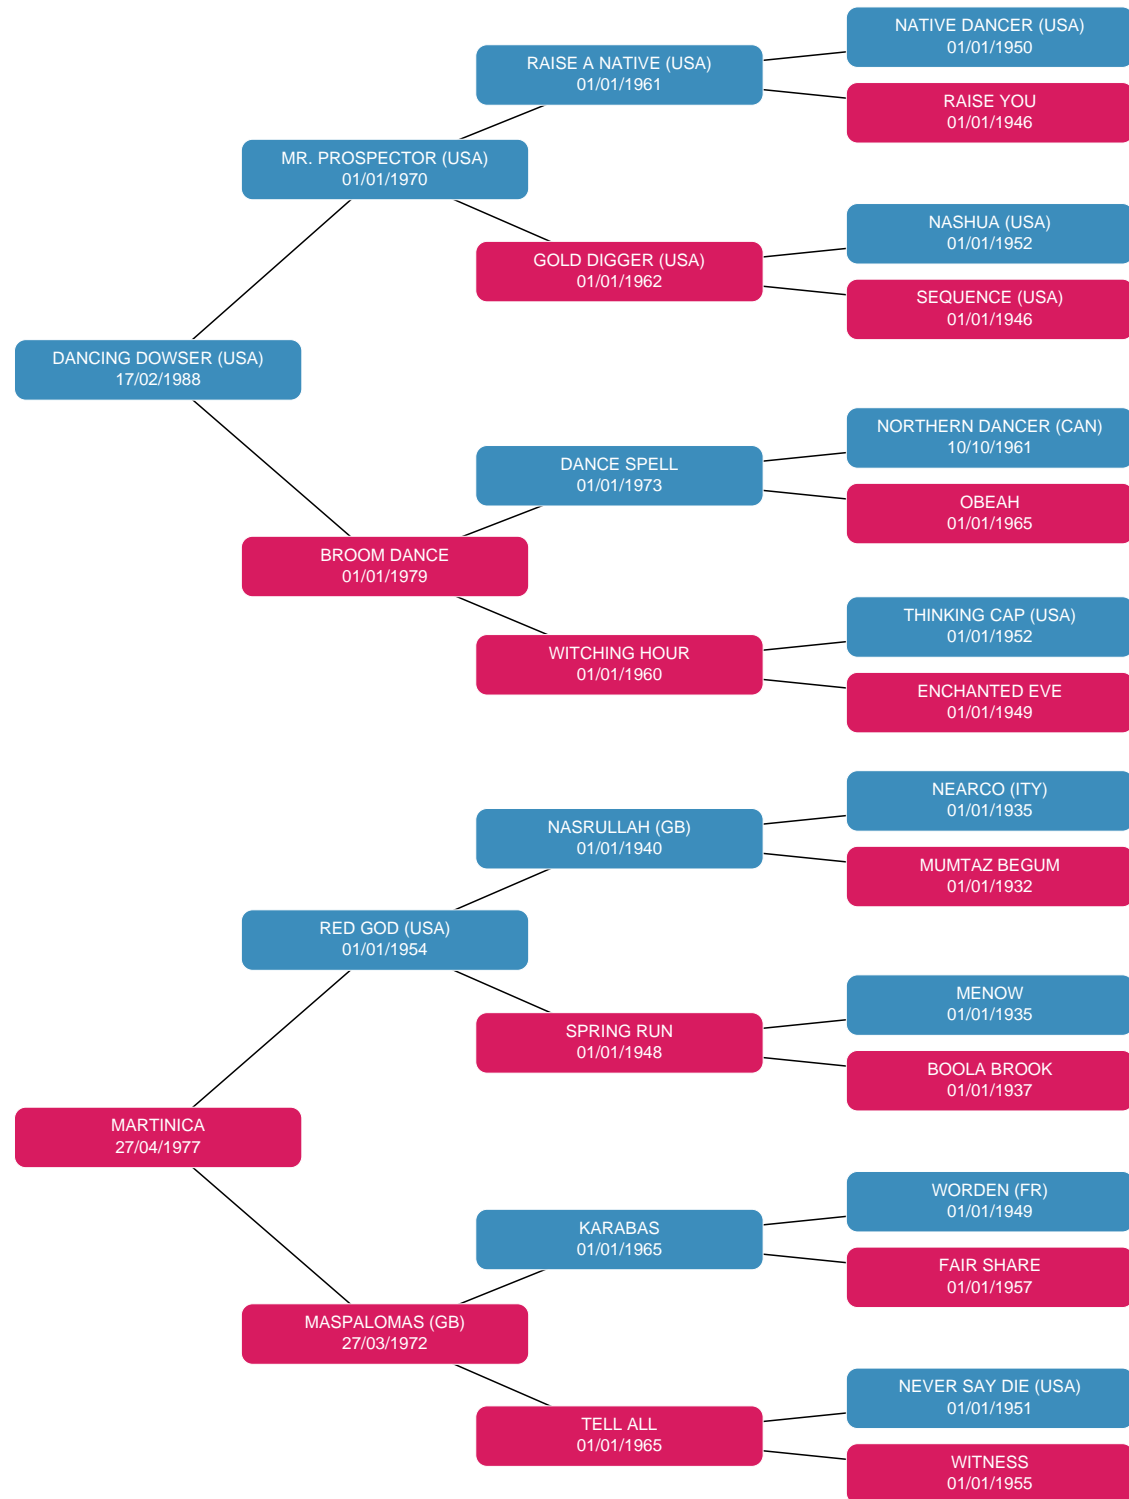 NATIVE DANCER (USA)
01/01/1950
RAISE A NATIVE (USA)
01/01/1961
RAISE YOU
01/01/1946
MR. PROSPECTOR (USA)
01/01/1970
NASHUA (USA)
01/01/1952
GOLD DIGGER (USA)
01/01/1962
SEQUENCE (USA)
01/01/1946
DANCING DOWSER (USA)
17/02/1988
NORTHERN DANCER (CAN)
10/10/1961
DANCE SPELL
01/01/1973
OBEAH
01/01/1965
BROOM DANCE
01/01/1979
THINKING CAP (USA)
01/01/1952
WITCHING HOUR
01/01/1960
ENCHANTED EVE
01/01/1949
NEARCO (ITY)
01/01/1935
NASRULLAH (GB)
01/01/1940
MUMTAZ BEGUM
01/01/1932
RED GOD (USA)
01/01/1954
MENOW
01/01/1935
SPRING RUN
01/01/1948
BOOLA BROOK
01/01/1937
MARTINICA
27/04/1977
WORDEN (FR)
01/01/1949
KARABAS
01/01/1965
FAIR SHARE
01/01/1957
MASPALOMAS (GB)
27/03/1972
NEVER SAY DIE (USA)
01/01/1951
TELL ALL
01/01/1965
WITNESS
01/01/1955